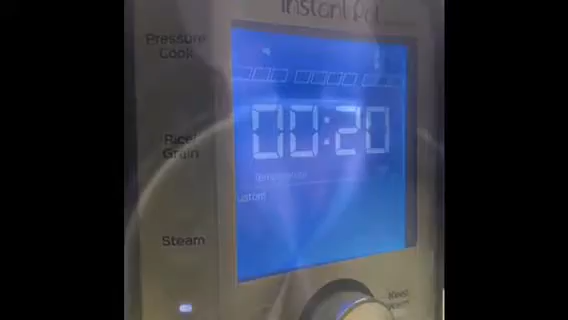 Instant Pot
Pressure
Cook
00:20
Rice/
Grain
Temperature
Custom
Steam
Keep
Warm